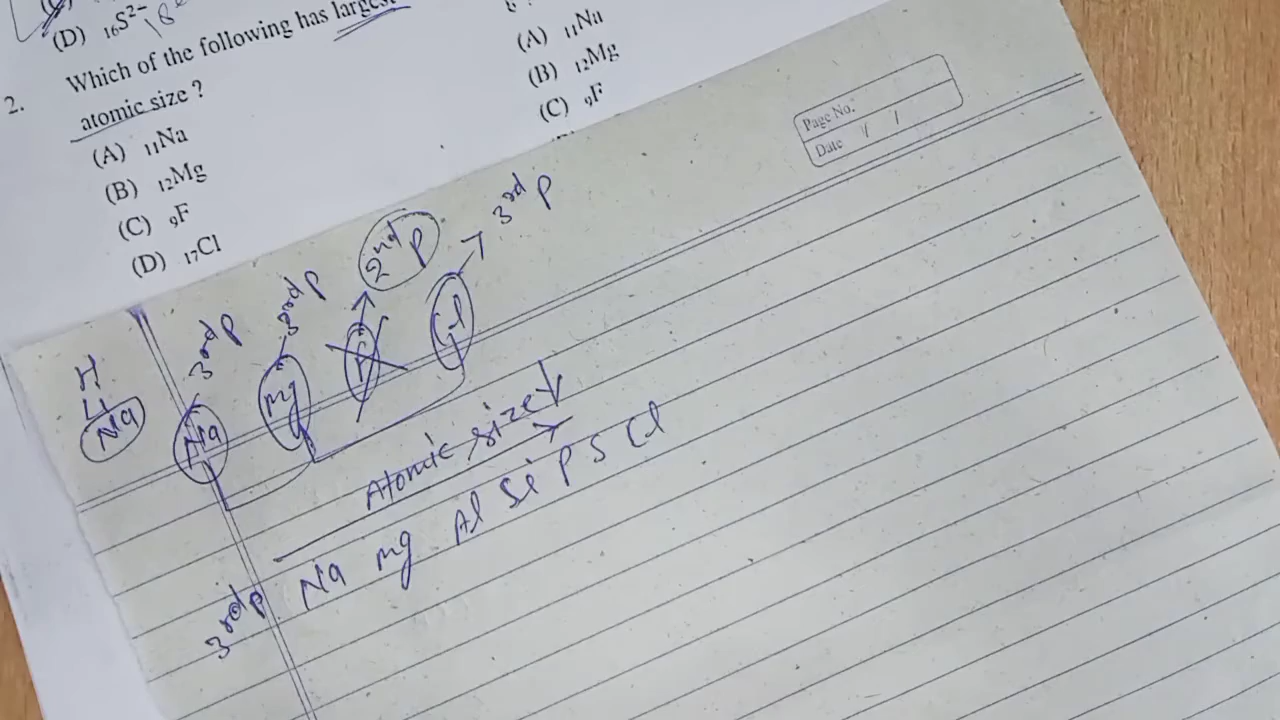 (D) ₁₆S²⁻ 18e
2. Which of the following has largest
atomic size ?
(A) ₁₁Na
(B) ₁₂Mg
(C) ₉F
(D) ₁₇Cl
(A) ₁₁Na
(B) ₁₂Mg
(C) ₉F
Page No.
Date / /
H
Li
Na
3rd p 3rd p 2nd p 3rd p
Na mg F Cl
Atomic size ↓
3rd p Na mg Al Si P S Cl